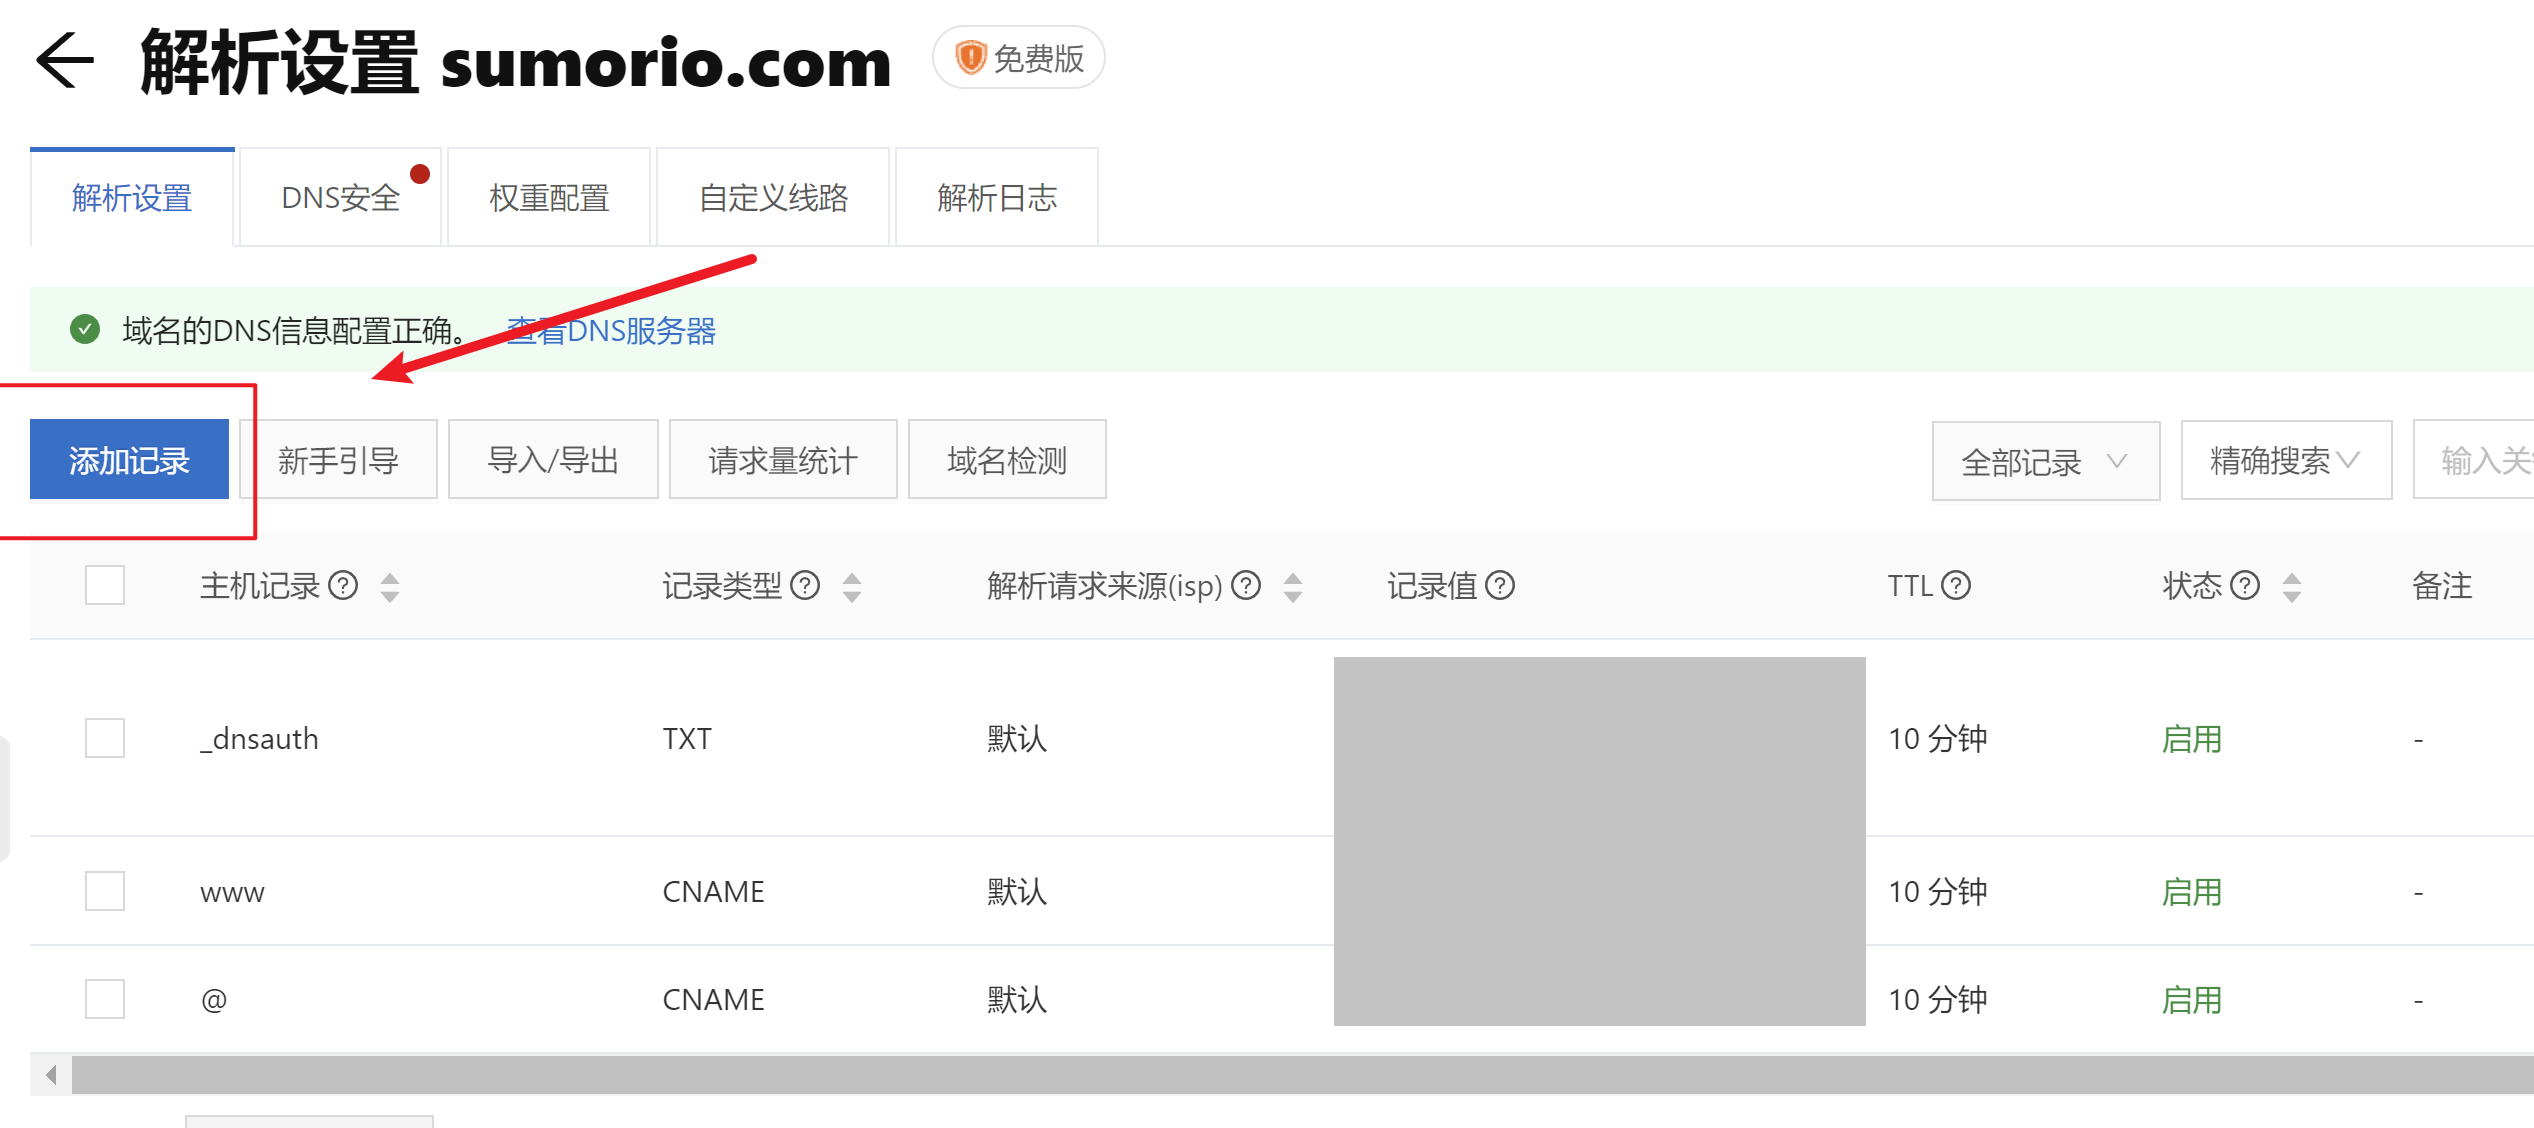 解析设置 sumorio.com 免费版
解析设置 DNS安全 权重配置 自定义线路 解析日志
域名的DNS信息配置正确。 查看DNS服务器
添加记录 新手引导 导入/导出 请求量统计 域名检测 全部记录 精确搜索 输入关
主机记录 记录类型 解析请求来源(isp) 记录值 TTL 状态 备注
_dnsauth TXT 默认 10 分钟 启用 -
www CNAME 默认 10 分钟 启用 -
@ CNAME 默认 10 分钟 启用 -